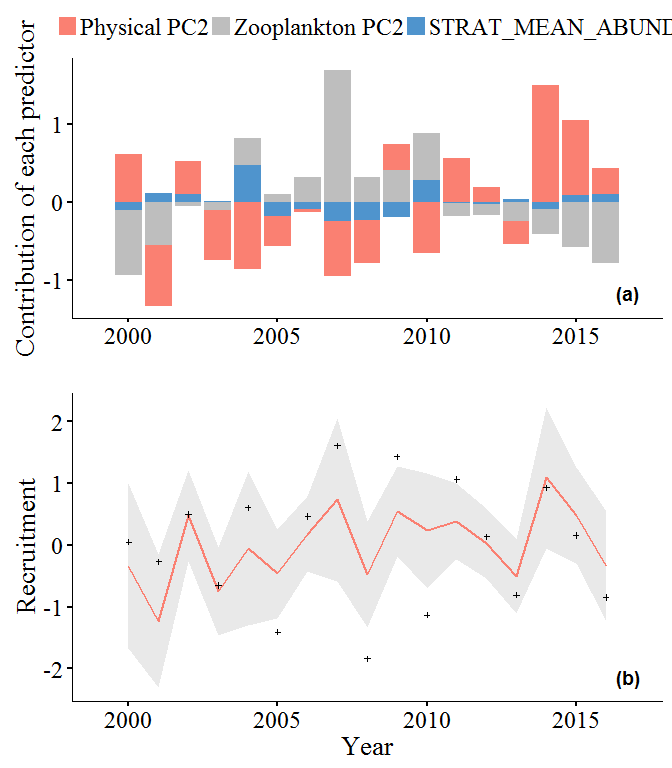 Physical PC2 Zooplankton PC2 STRAT_MEAN_ABUND
Contribution of each predictor
1
0
-1
(a)
2000 2005 2010 2015
Recruitment
2
1
0
-1
-2
(b)
2000 2005 2010 2015
Year